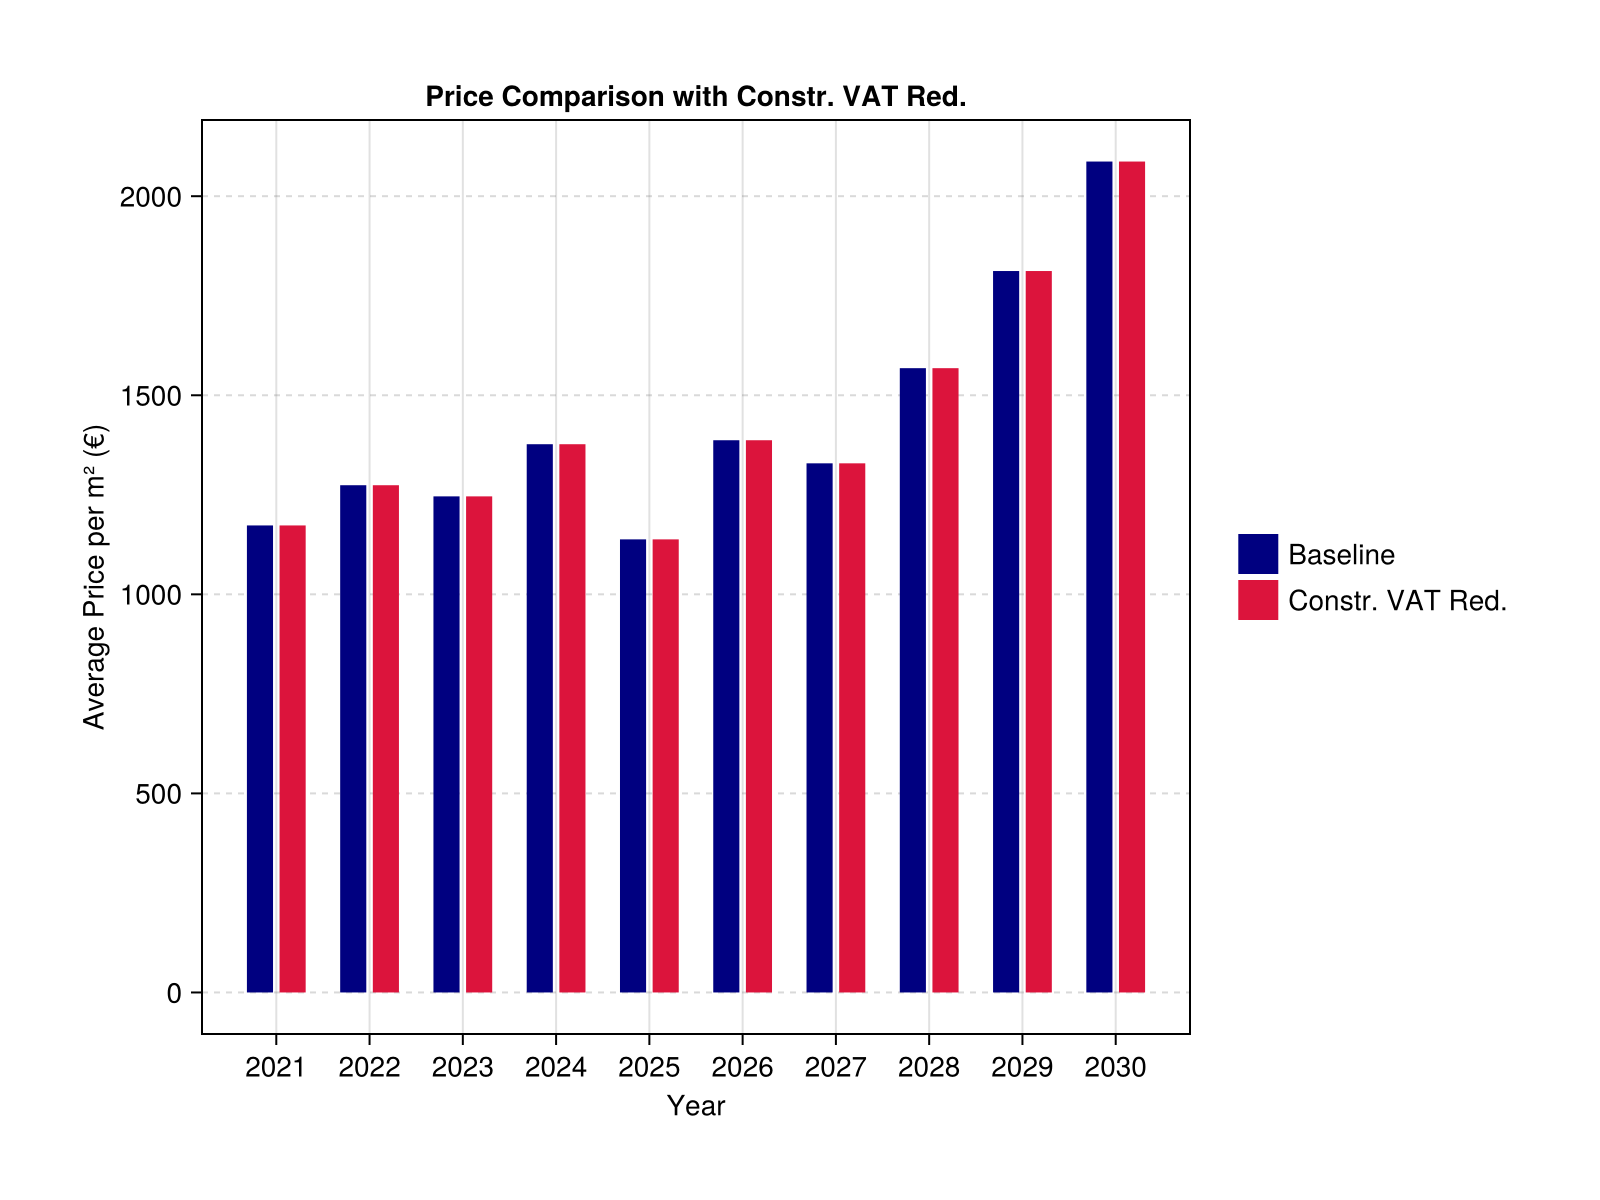 Price Comparison with Constr. VAT Red.
Average Price per m² (€)
2000
1500
1000
500
0
2021 2022 2023 2024 2025 2026 2027 2028 2029 2030
Year
Baseline
Constr. VAT Red.